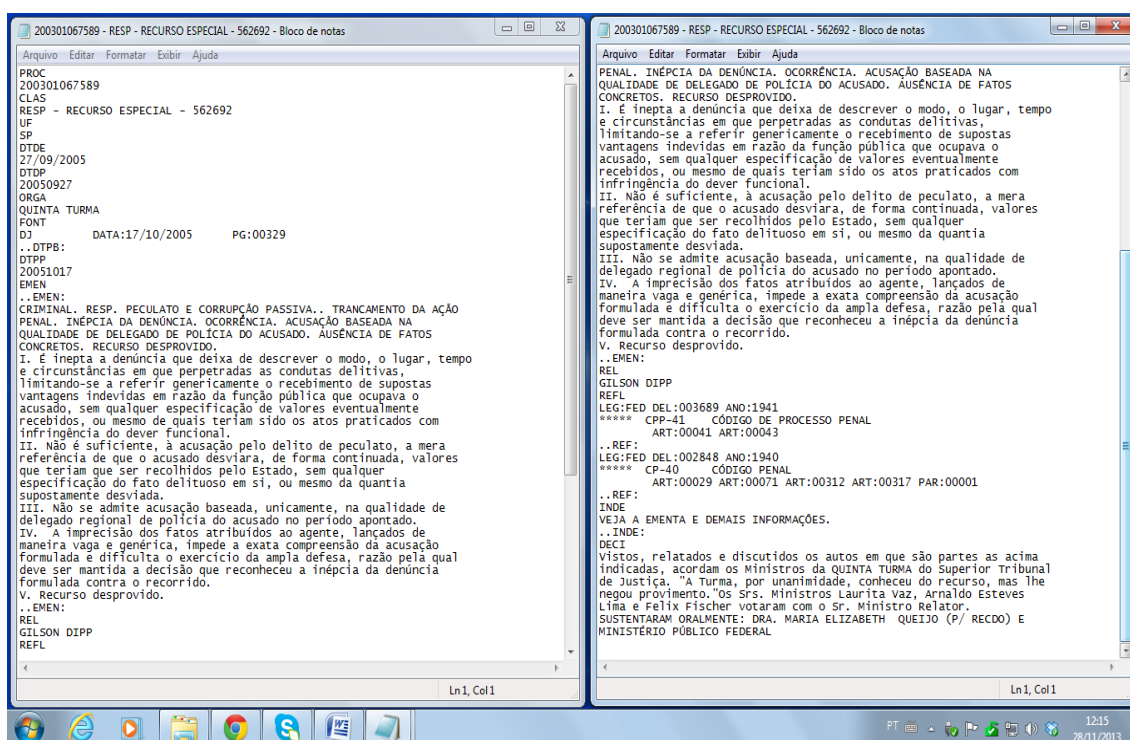 200301067589 - RESP - RECURSO ESPECIAL - 562692 - Bloco de notas
Arquivo Editar Formatar Exibir Ajuda
PROC
200301067589
CLAS
RESP - RECURSO ESPECIAL - 562692
UF
SP
DTDE
27/09/2005
DTDP
20050927
ORGA
QUINTA TURMA
FONT
DJ DATA:17/10/2005 PG:00329
..DTPB:
DTPP
20051017
EMEN
..EMEN:
CRIMINAL. RESP. PECULATO E CORRUPÇÃO PASSIVA.. TRANCAMENTO DA AÇÃO
PENAL. INÉPCIA DA DENÚNCIA. OCORRÊNCIA. ACUSAÇÃO BASEADA NA
QUALIDADE DE DELEGADO DE POLÍCIA DO ACUSADO. AUSÊNCIA DE FATOS
CONCRETOS. RECURSO DESPROVIDO.
I. É inepta a denúncia que deixa de descrever o modo, o lugar, tempo
e circunstâncias em que perpetradas as condutas delitivas,
limitando-se a referir genericamente o recebimento de supostas
vantagens indevidas em razão da função pública que ocupava o
acusado, sem qualquer especificação de valores eventualmente
recebidos, ou mesmo de quais teriam sido os atos praticados com
infringência do dever funcional.
II. Não é suficiente, à acusação pelo delito de peculato, a mera
referência de que o acusado desviara, de forma continuada, valores
que teriam que ser recolhidos pelo Estado, sem qualquer
especificação do fato delituoso em si, ou mesmo da quantia
supostamente desviada.
III. Não se admite acusação baseada, unicamente, na qualidade de
delegado regional de polícia do acusado no período apontado.
IV. A imprecisão dos fatos atribuídos ao agente, lançados de
maneira vaga e genérica, impede a exata compreensão da acusação
formulada e dificulta o exercício da ampla defesa, razão pela qual
deve ser mantida a decisão que reconheceu a inépcia da denúncia
formulada contra o recorrido.
V. Recurso desprovido.
..EMEN:
REL
GILSON DIPP
REFL
Ln 1, Col 1
200301067589 - RESP - RECURSO ESPECIAL - 562692 - Bloco de notas
Arquivo Editar Formatar Exibir Ajuda
PENAL. INÉPCIA DA DENÚNCIA. OCORRÊNCIA. ACUSAÇÃO BASEADA NA
QUALIDADE DE DELEGADO DE POLÍCIA DO ACUSADO. AUSÊNCIA DE FATOS
CONCRETOS. RECURSO DESPROVIDO.
I. É inepta a denúncia que deixa de descrever o modo, o lugar, tempo
e circunstâncias em que perpetradas as condutas delitivas,
limitando-se a referir genericamente o recebimento de supostas
vantagens indevidas em razão da função pública que ocupava o
acusado, sem qualquer especificação de valores eventualmente
recebidos, ou mesmo de quais teriam sido os atos praticados com
infringência do dever funcional.
II. Não é suficiente, à acusação pelo delito de peculato, a mera
referência de que o acusado desviara, de forma continuada, valores
que teriam que ser recolhidos pelo Estado, sem qualquer
especificação do fato delituoso em si, ou mesmo da quantia
supostamente desviada.
III. Não se admite acusação baseada, unicamente, na qualidade de
delegado regional de polícia do acusado no período apontado.
IV. A imprecisão dos fatos atribuídos ao agente, lançados de
maneira vaga e genérica, impede a exata compreensão da acusação
formulada e dificulta o exercício da ampla defesa, razão pela qual
deve ser mantida a decisão que reconheceu a inépcia da denúncia
formulada contra o recorrido.
V. Recurso desprovido.
..EMEN:
REL
GILSON DIPP
REFL
LEG:FED DEL:003689 ANO:1941
***** CPP-41 CÓDIGO DE PROCESSO PENAL
ART:00041 ART:00043
..REF:
LEG:FED DEL:002848 ANO:1940
***** CP-40 CÓDIGO PENAL
ART:00029 ART:00071 ART:00312 ART:00317 PAR:00001
..REF:
INDE
VEJA A EMENTA E DEMAIS INFORMAÇÕES.
..INDE:
DECI
Vistos, relatados e discutidos os autos em que são partes as acima
indicadas, acordam os Ministros da QUINTA TURMA do Superior Tribunal
de Justiça. "A Turma, por unanimidade, conheceu do recurso, mas lhe
negou provimento."Os Srs. Ministros Laurita Vaz, Arnaldo Esteves
Lima e Felix Fischer votaram com o Sr. Ministro Relator.
SUSTENTARAM ORALMENTE: DRA. MARIA ELIZABETH QUEIJO (P/ RECDO) E
MINISTÉRIO PÚBLICO FEDERAL
Ln 1, Col 1
PT
12:15
28/11/2013